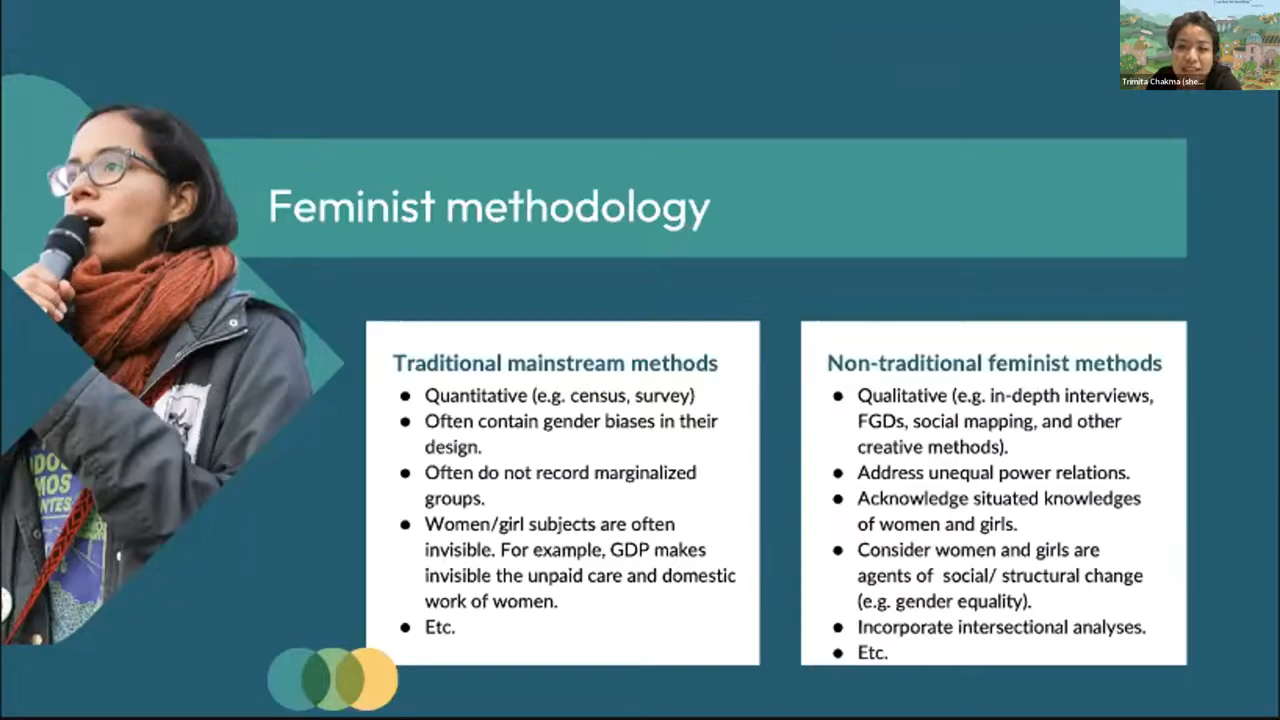 Trimita Chakma (she...
Feminist methodology
Traditional mainstream methods
● Quantitative (e.g. census, survey)
● Often contain gender biases in their
design.
● Often do not record marginalized
groups.
● Women/girl subjects are often
invisible. For example, GDP makes
invisible the unpaid care and domestic
work of women.
● Etc.
Non-traditional feminist methods
● Qualitative (e.g. in-depth interviews,
FGDs, social mapping, and other
creative methods).
● Address unequal power relations.
● Acknowledge situated knowledges
of women and girls.
● Consider women and girls are
agents of social/ structural change
(e.g. gender equality).
● Incorporate intersectional analyses.
● Etc.